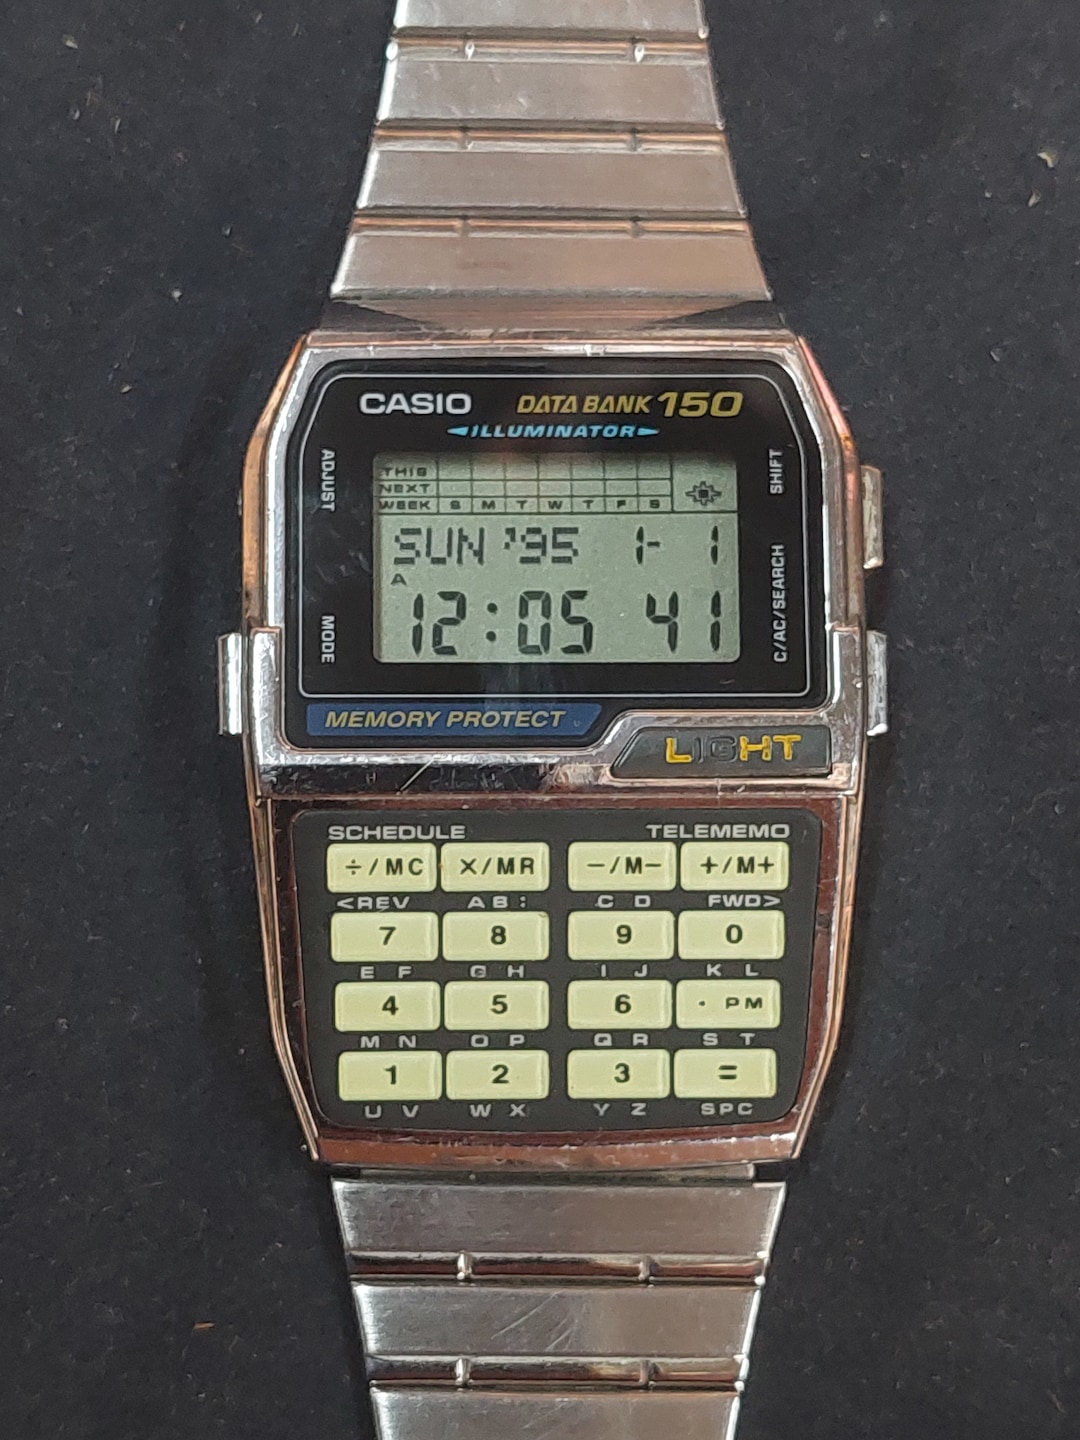 CASIO DATA BANK 150
ILLUMINATOR
ADJUST
SHIFT
THIS
NEXT
WEEK S M T W T F S
SUN '95 1- 1
A
12:05 41
MODE
C/AC/SEARCH
MEMORY PROTECT
LIGHT
SCHEDULE TELEMEMO
÷/MC ×/MR −/M− +/M+
<REV AB: C D FWD>
7 8 9 0
E F G H I J K L
4 5 6 · PM
M N O P Q R S T
1 2 3 =
U V W X Y Z SPC